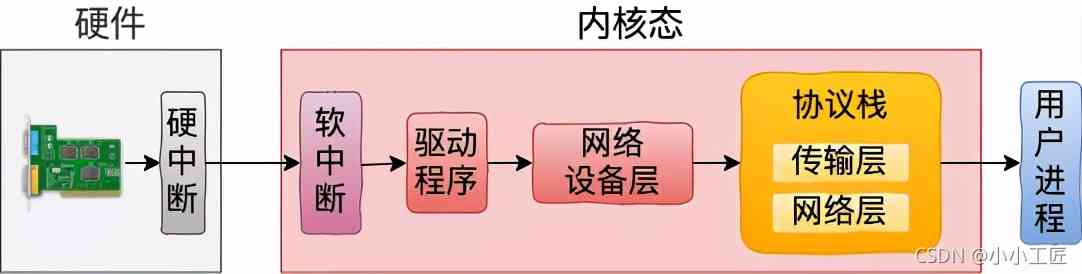 硬件
内核态
硬中断
软中断
驱动
程序
网络
设备层
协议栈
传输层
网络层
用户进程
CSDN @小小工匠